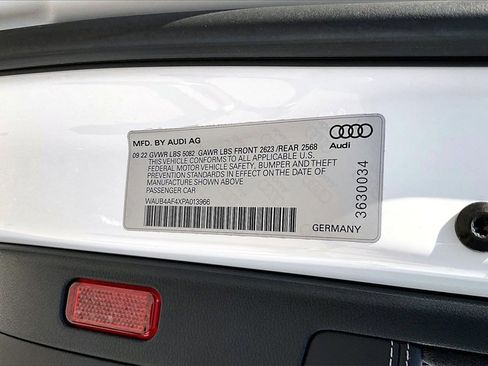 MFD. BY AUDI AG
Audi
09 22 GVWR LBS 5082 GAWR LBS FRONT 2623 /REAR 2568
THIS VEHICLE CONFORMS TO ALL APPLICABLE U.S.
FEDERAL MOTOR VEHICLE SAFETY, BUMPER AND THEFT
PREVENTION STANDARDS IN EFFECT ON THE DATE OF
MANUFACTURE SHOWN ABOVE
PASSENGER CAR
WAUB4AF4XPA013966
3630034
GERMANY